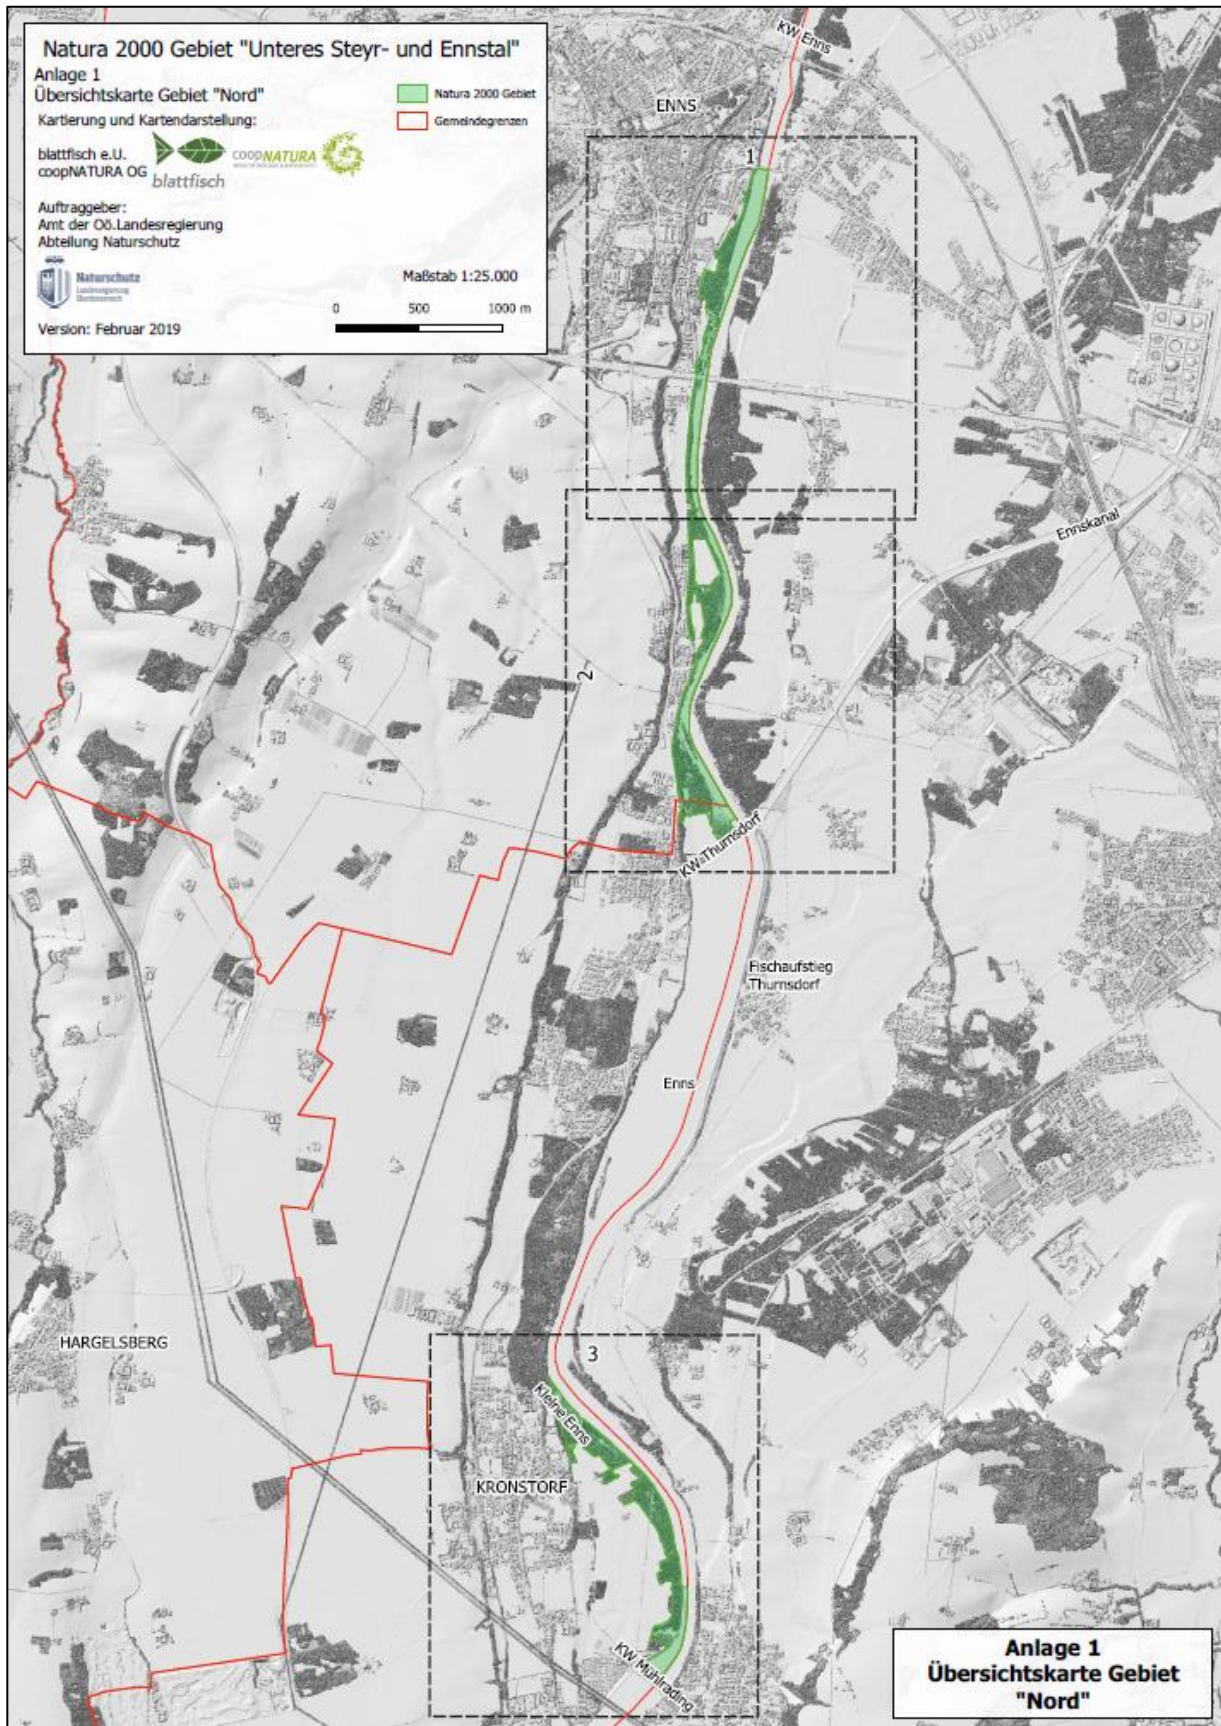 Natura 2000 Gebiet "Unteres Steyr- und Ennstal"
Anlage 1
Übersichtskarte Gebiet "Nord"
Kartierung und Kartendarstellung:
blattfisch e.U.
coopNATURA OG
blattfisch
coopNATURA
Natura 2000 Gebiet
Gemeindegrenzen
Auftraggeber:
Amt der Oö.Landesregierung
Abteilung Naturschutz
Naturschutz
Landesregierung
Oberösterreich
Maßstab 1:25.000
0 500 1000 m
Version: Februar 2019
KW Enns
ENNS
1
Ennskanal
2
KW Thurnsdorf
Fischaufstieg
Thurnsdorf
Enns
HARGELSBERG
3
Kleine Enns
KRONSTORF
KW Mühlrading
Anlage 1
Übersichtskarte Gebiet
"Nord"